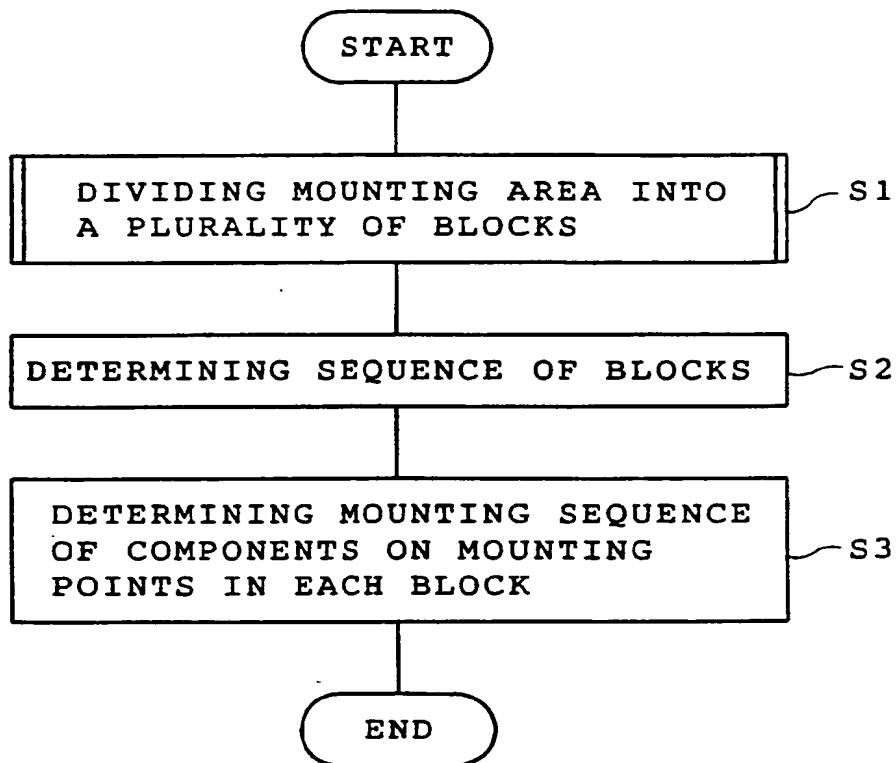 START
DIVIDING MOUNTING AREA INTO
A PLURALITY OF BLOCKS
S1
DETERMINING SEQUENCE OF BLOCKS
S2
DETERMINING MOUNTING SEQUENCE
OF COMPONENTS ON MOUNTING
POINTS IN EACH BLOCK
S3
END